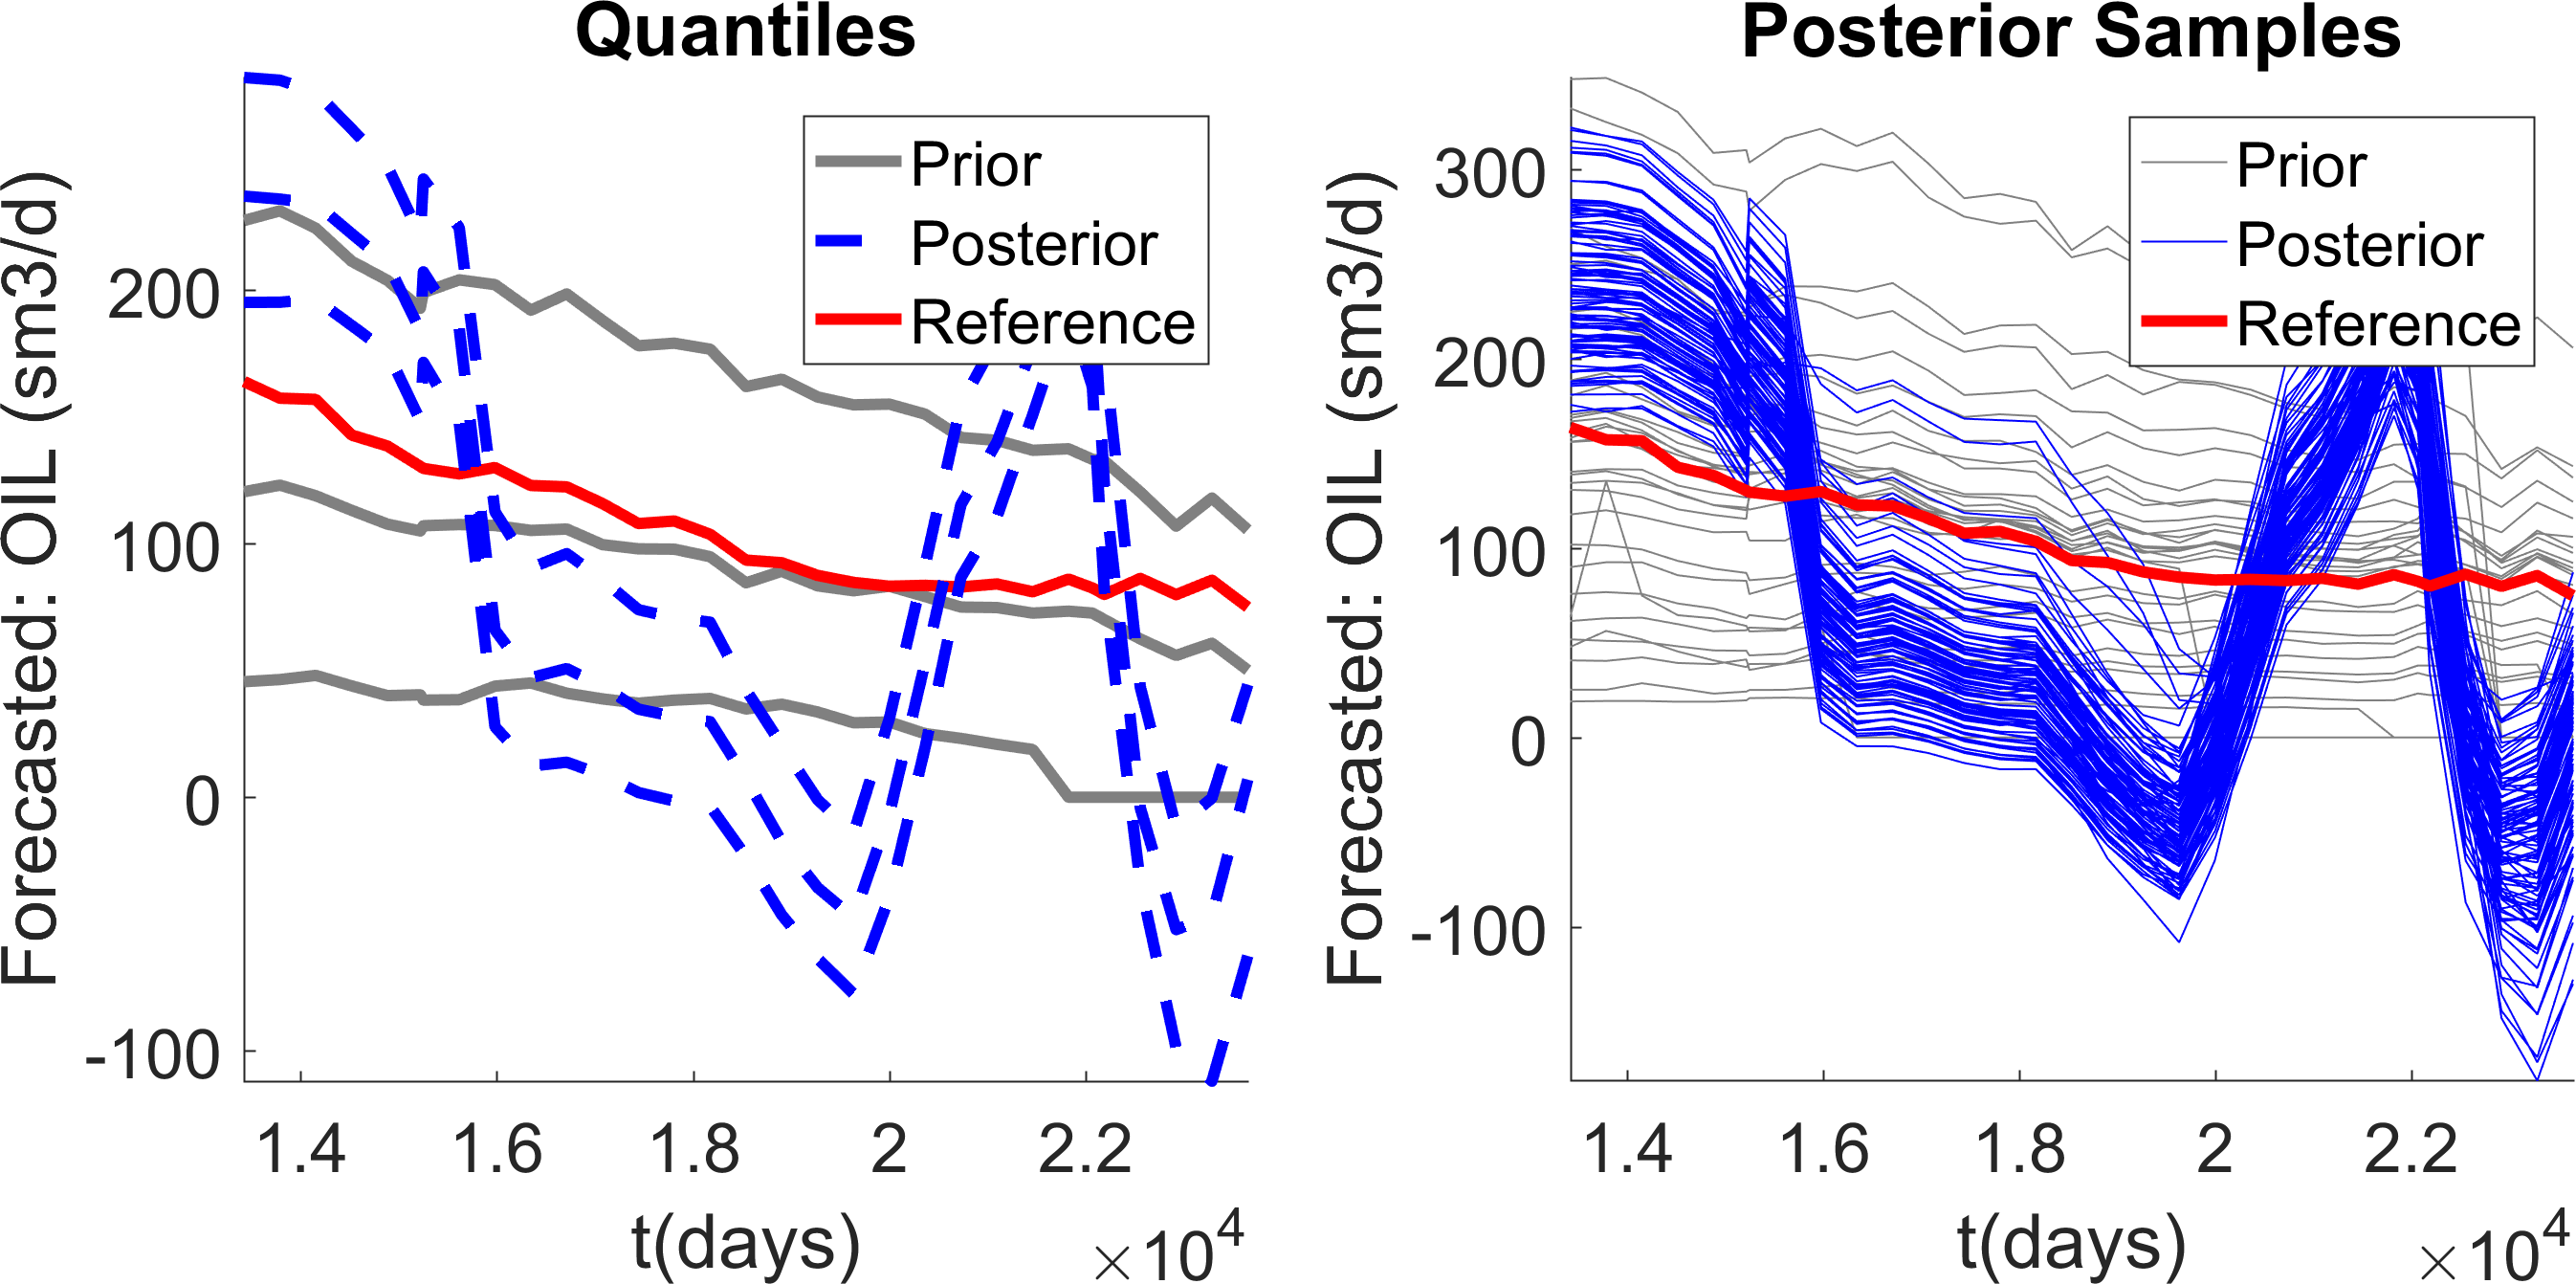 Quantiles
Forecasted: OIL (sm3/d)
200
100
0
-100
Prior
Posterior
Reference
1.4
1.6
1.8
2
2.2
t(days)
×10^4
Posterior Samples
Forecasted: OIL (sm3/d)
300
200
100
0
-100
Prior
Posterior
Reference
1.4
1.6
1.8
2
2.2
t(days)
×10^4